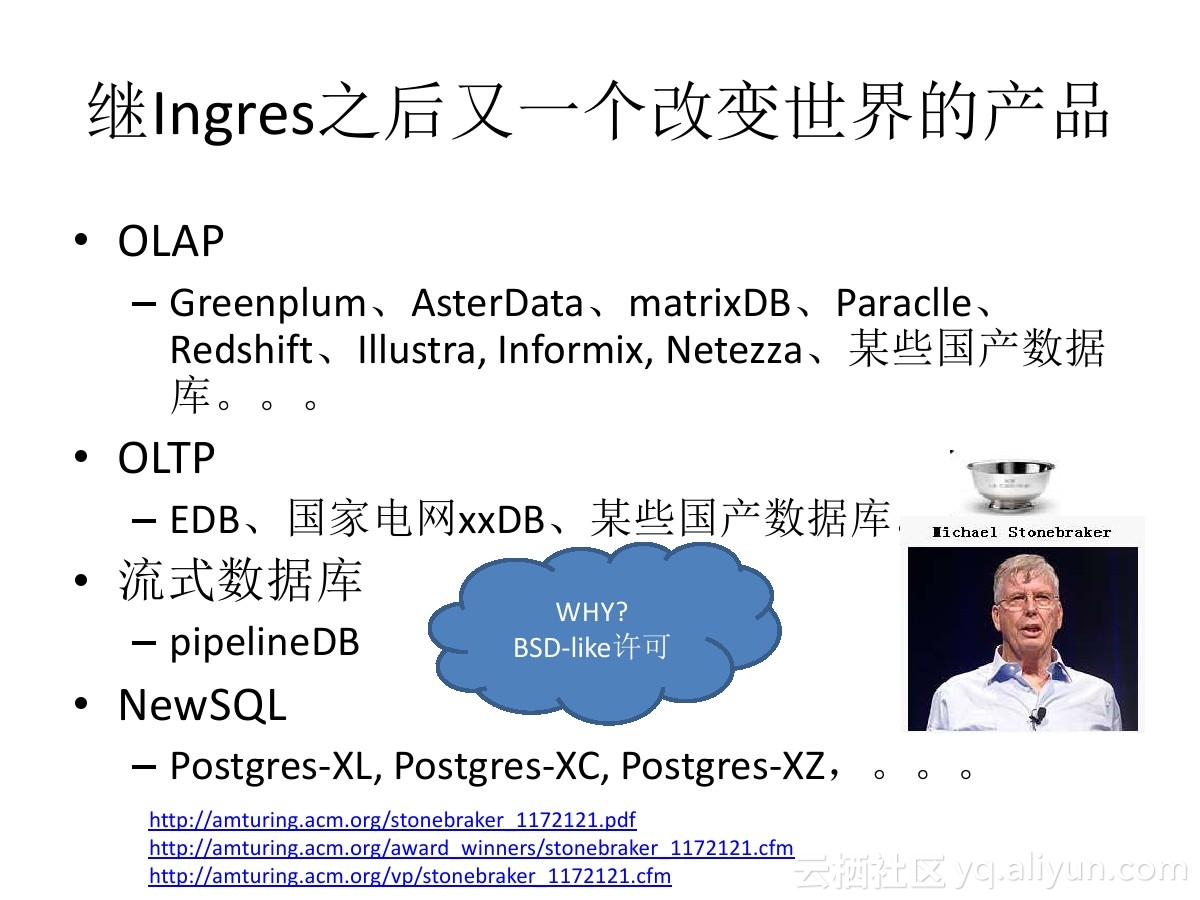 继Ingres之后又一个改变世界的产品
• OLAP
– Greenplum、AsterData、matrixDB、Paraclle、
Redshift、Illustra, Informix, Netezza、某些国产数据
库。。。
• OLTP
– EDB、国家电网xxDB、某些国产数据库。
Michael Stonebraker
• 流式数据库
WHY?
BSD-like许可
– pipelineDB
• NewSQL
– Postgres-XL, Postgres-XC, Postgres-XZ，。。。
http://amturing.acm.org/stonebraker_1172121.pdf
http://amturing.acm.org/award_winners/stonebraker_1172121.cfm
http://amturing.acm.org/vp/stonebraker_1172121.cfm
云栖社区 yq.aliyun.com